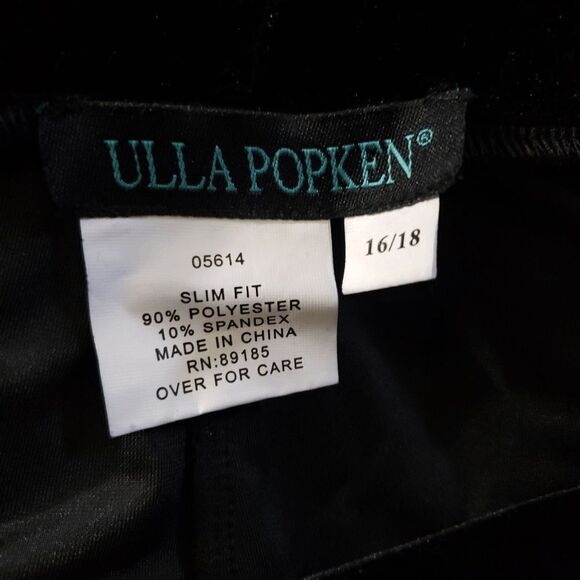 ULLA POPKEN®
16/18
05614
SLIM FIT
90% POLYESTER
10% SPANDEX
MADE IN CHINA
RN:89185
OVER FOR CARE